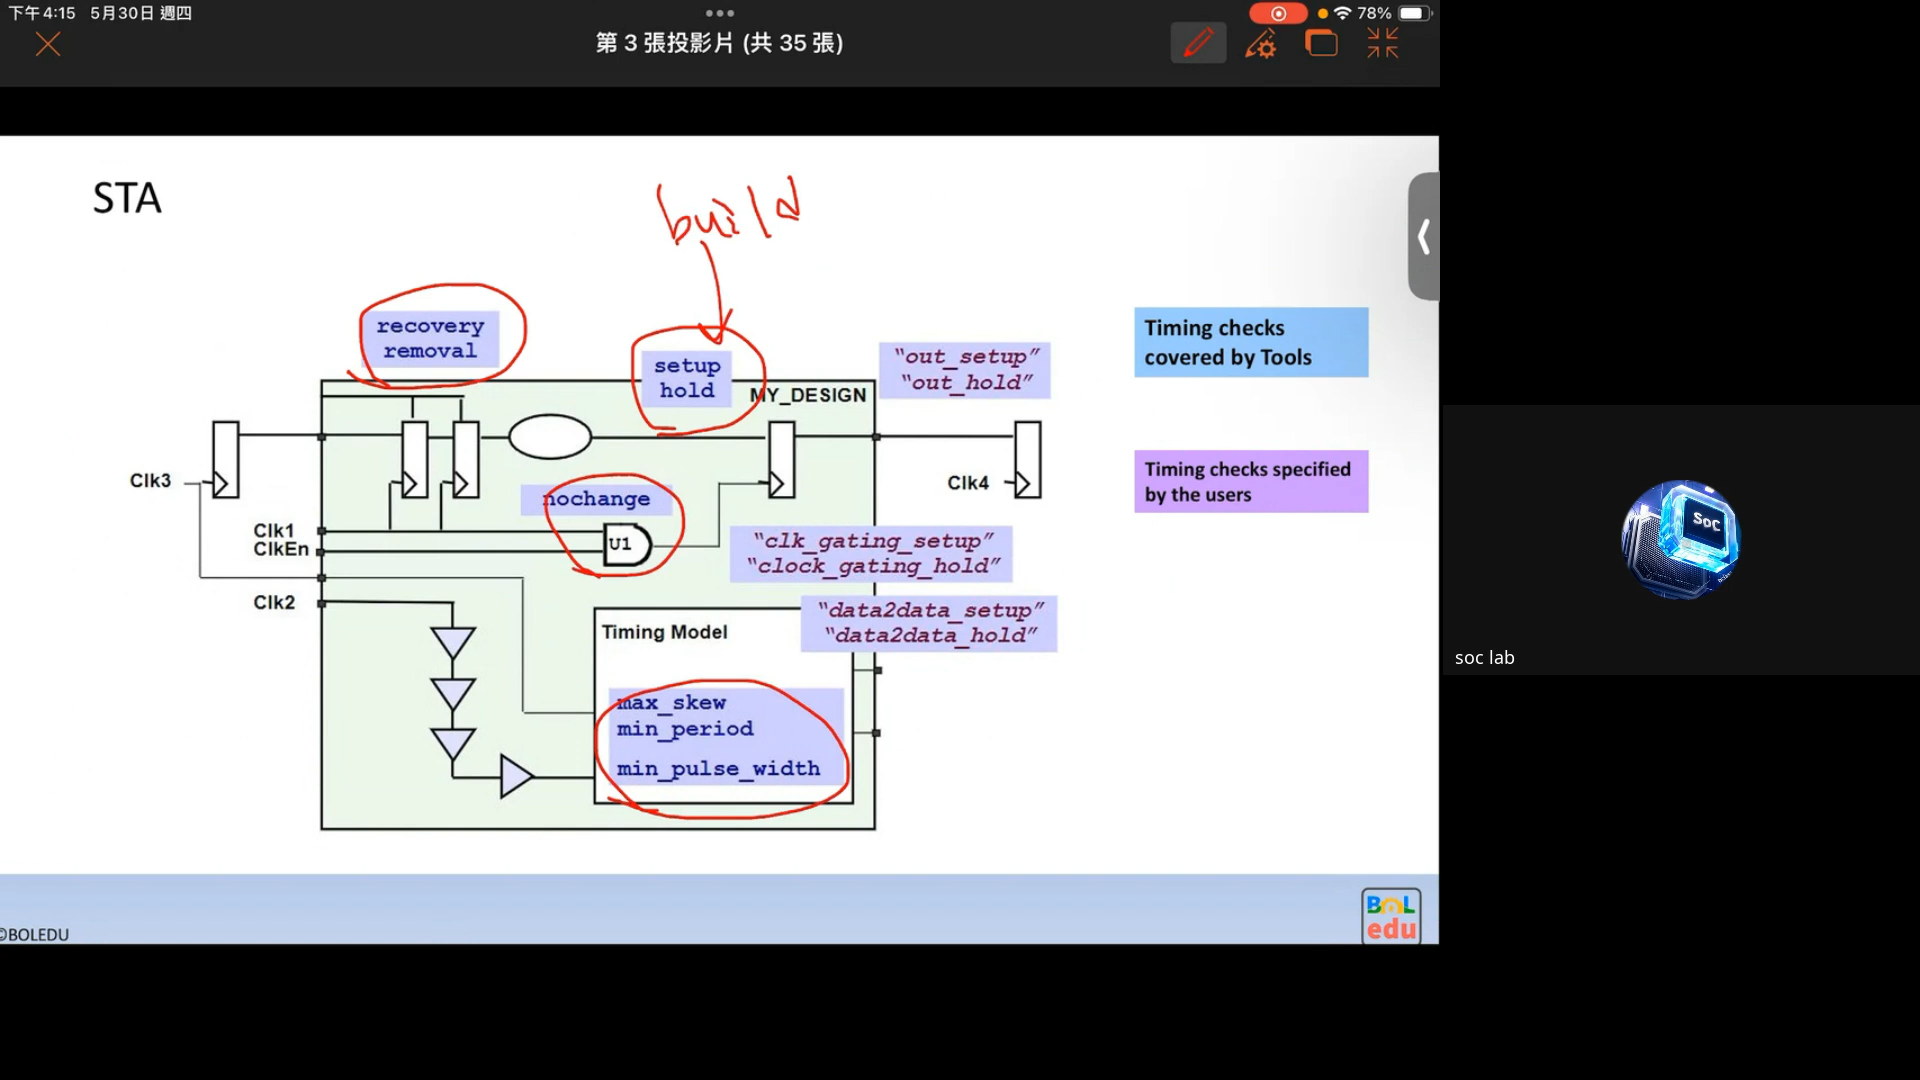 下午4:15 5月30日 週四
78%
第 3 張投影片 (共 35 張)
STA
build
recovery
removal
setup
hold
"out_setup"
"out_hold"
MY_DESIGN
Timing checks
covered by Tools
Clk3
Clk4
Timing checks specified
by the users
nochange
Clk1
ClkEn
U1
"clk_gating_setup"
"clock_gating_hold"
Clk2
"data2data_setup"
"data2data_hold"
Timing Model
max_skew
min_period
min_pulse_width
SoC
soc lab
©BOLEDU
BOL
edu